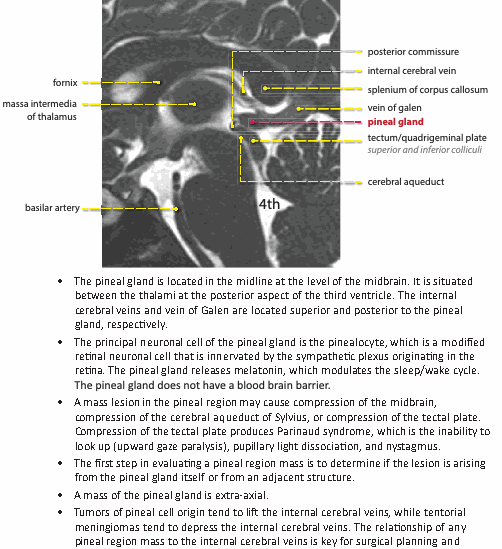 posterior commissure
internal cerebral vein
fornix
splenium of corpus callosum
massa intermedia
of thalamus
vein of galen
pineal gland
tectum/quadrigeminal plate
superior and inferior colliculi
cerebral aqueduct
basilar artery
4th
• The pineal gland is located in the midline at the level of the midbrain. It is situated
between the thalami at the posterior aspect of the third ventricle. The internal
cerebral veins and vein of Galen are located superior and posterior to the pineal
gland, respectively.
• The principal neuronal cell of the pineal gland is the pinealocyte, which is a modified
retinal neuronal cell that is innervated by the sympathetic plexus originating in the
retina. The pineal gland releases melatonin, which modulates the sleep/wake cycle.
The pineal gland does not have a blood brain barrier.
• A mass lesion in the pineal region may cause compression of the midbrain,
compression of the cerebral aqueduct of Sylvius, or compression of the tectal plate.
Compression of the tectal plate produces Parinaud syndrome, which is the inability to
look up (upward gaze paralysis), pupillary light dissociation, and nystagmus.
• The first step in evaluating a pineal region mass is to determine if the lesion is arising
from the pineal gland itself or from an adjacent structure.
• A mass of the pineal gland is extra-axial.
• Tumors of pineal cell origin tend to lift the internal cerebral veins, while tentorial
meningiomas tend to depress the internal cerebral veins. The relationship of any
pineal region mass to the internal cerebral veins is key for surgical planning and